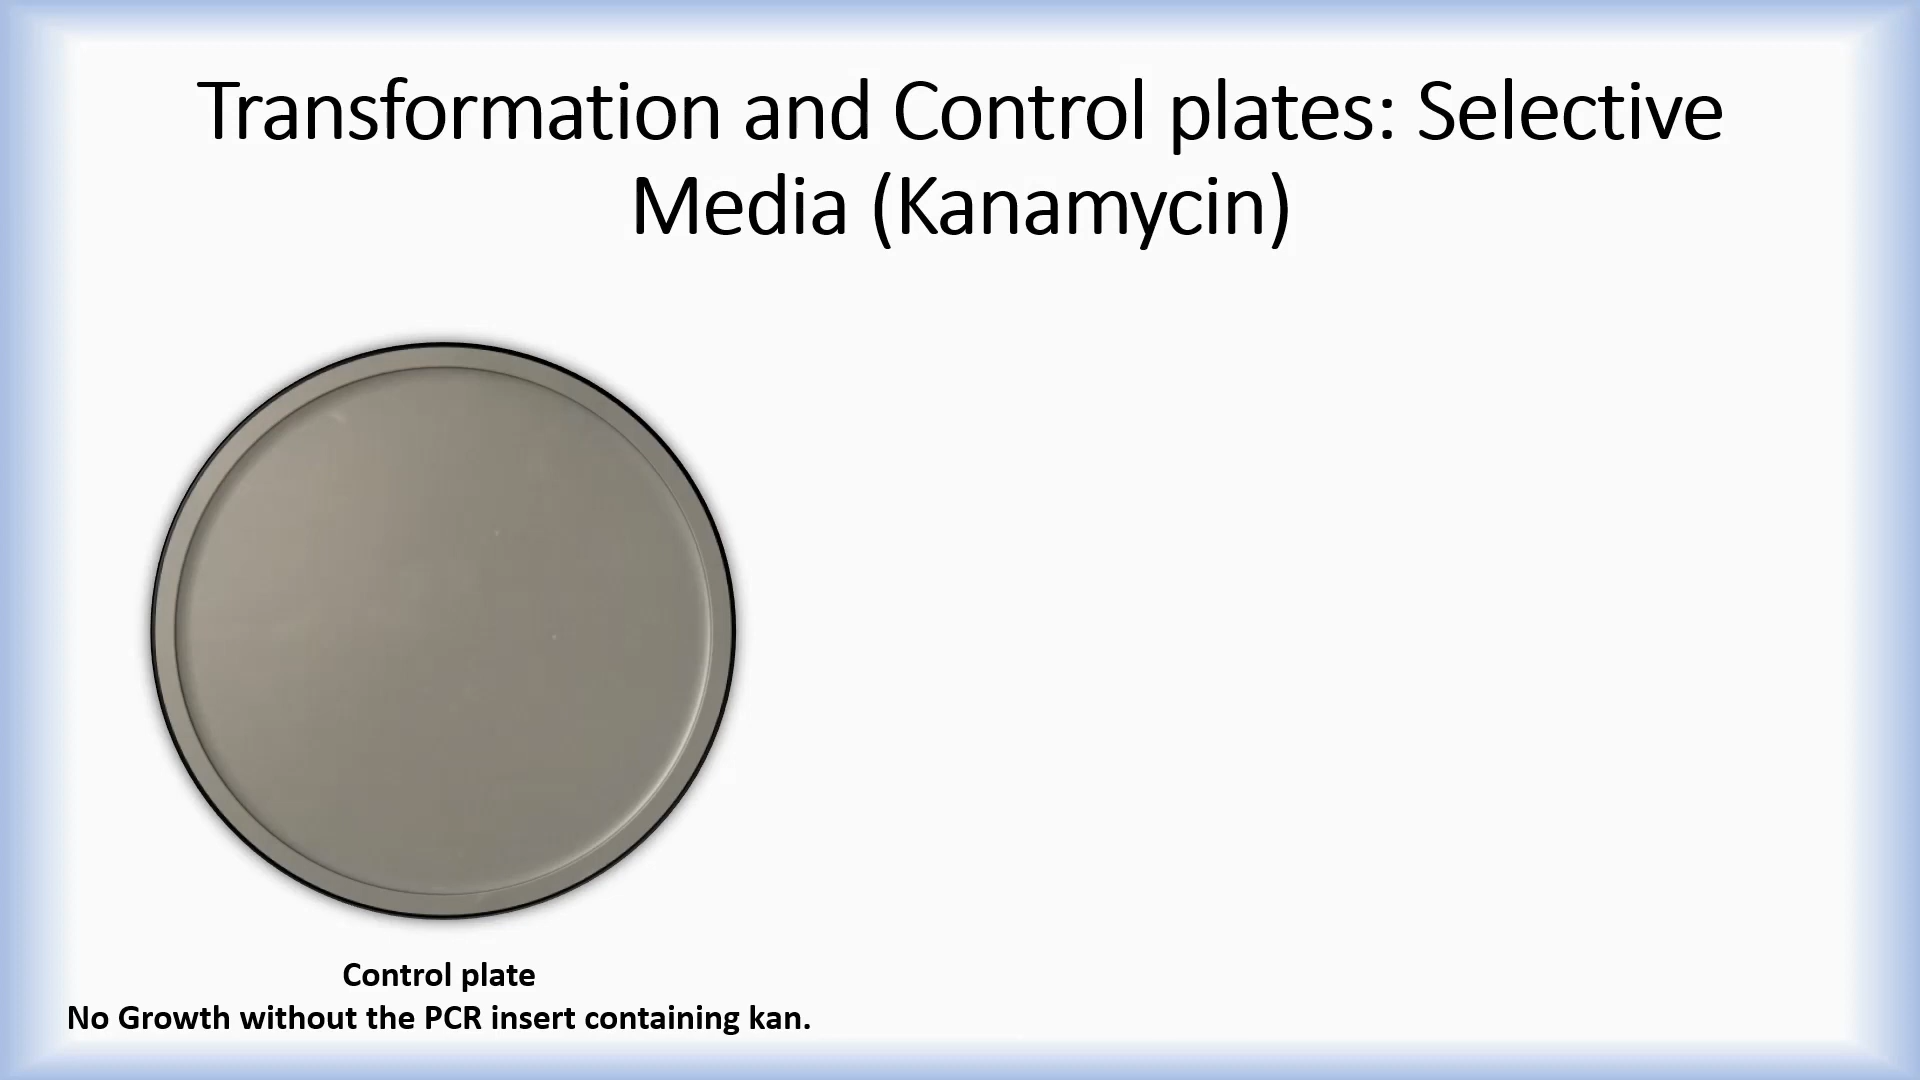 Transformation and Control plates: Selective
Media (Kanamycin)
Control plate
No Growth without the PCR insert containing kan.